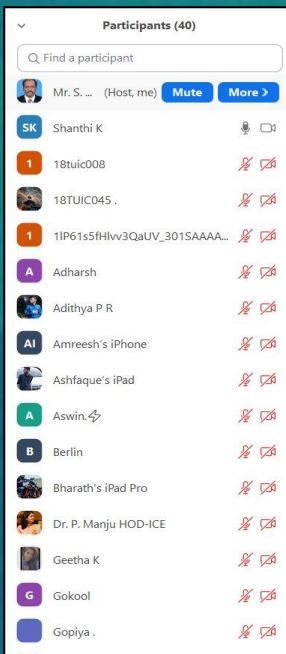 Participants (40)
Find a participant
Mr. S. ... (Host, me) Mute More >
SK Shanthi K
1 18tuic008
18TUIC045 .
1 1IP61s5fHlvv3QaUV_301SAAAA...
A Adharsh
Adithya P R
AI Amreesh's iPhone
Ashfaque's iPad
A Aswin.
B Berlin
Bharath's iPad Pro
Dr. P. Manju HOD-ICE
Geetha K
G Gokool
Gopiya .